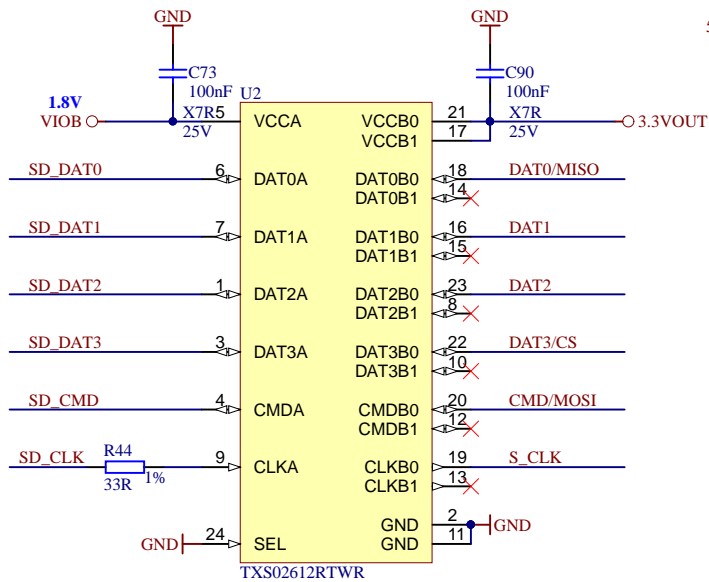 GND
GND
C73
100nF
X7R
25V
C90
100nF
X7R
25V
1.8V
VIOB
3.3VOUT
U2
5 VCCA
VCCB0 21
VCCB1 17
SD_DAT0 6 DAT0A
DAT0B0 18 DAT0/MISO
DAT0B1 14
SD_DAT1 7 DAT1A
DAT1B0 16 DAT1
DAT1B1 15
SD_DAT2 1 DAT2A
DAT2B0 23 DAT2
DAT2B1 8
SD_DAT3 3 DAT3A
DAT3B0 22 DAT3/CS
DAT3B1 10
SD_CMD 4 CMDA
CMDB0 20 CMD/MOSI
CMDB1 12
R44
SD_CLK 33R 1% 9 CLKA
CLKB0 19 S_CLK
CLKB1 13
GND 24 SEL
GND 2 GND
GND 11
TXS02612RTWR